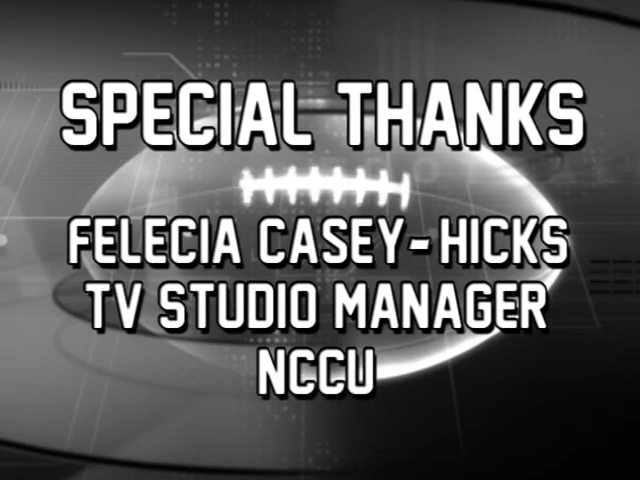 SPECIAL THANKS
FELECIA CASEY-HICKS
TV STUDIO MANAGER
NCCU